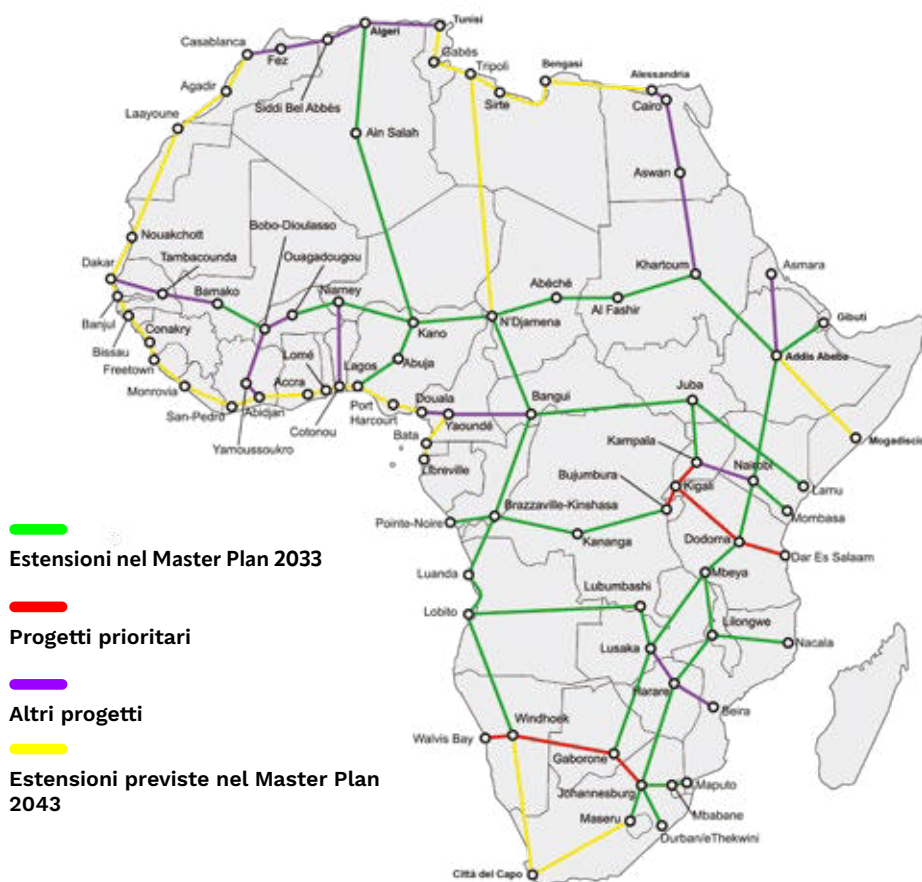 Tunisi
Algeri
Casablanca
Fez
Gabès
Tripoli
Bengasi
Alessandria
Agadir
Siddi Bel Abbès
Sirte
Cairo
Laayoune
Ain Salah
Aswan
Nouakchott
Bobo-Dioulasso
Dakar
Tambacounda
Ouagadougou
Khartoum
Asmara
Bamako
Niamey
Abéché
Banjul
Al Fashir
Gibuti
Bissau
Conakry
Kano
N'Djamena
Freetown
Lomé
Lagos
Abuja
Addis Abeba
Monrovia
Accra
Juba
San-Pedro
Abidjan
Port
Harcourt
Douala
Bangui
Yamoussoukro
Cotonou
Bata
Yaoundé
Kampala
Mogadiscio
Libreville
Bujumbura
Kigali
Nairobi
Lamu
Brazzaville-Kinshasa
Mombasa
Pointe-Noire
Kananga
Dodoma
Dar Es Salaam
Estensioni nel Master Plan 2033
Luanda
Lubumbashi
Mbeya
Progetti prioritari
Lobito
Lilongwe
Lusaka
Nacala
Harare
Altri progetti
Beira
Walvis Bay
Windhoek
Gaborone
Estensioni previste nel Master Plan
2043
Johannesburg
Maputo
Mbabane
Maseru
Durban/eThekwini
Città del Capo